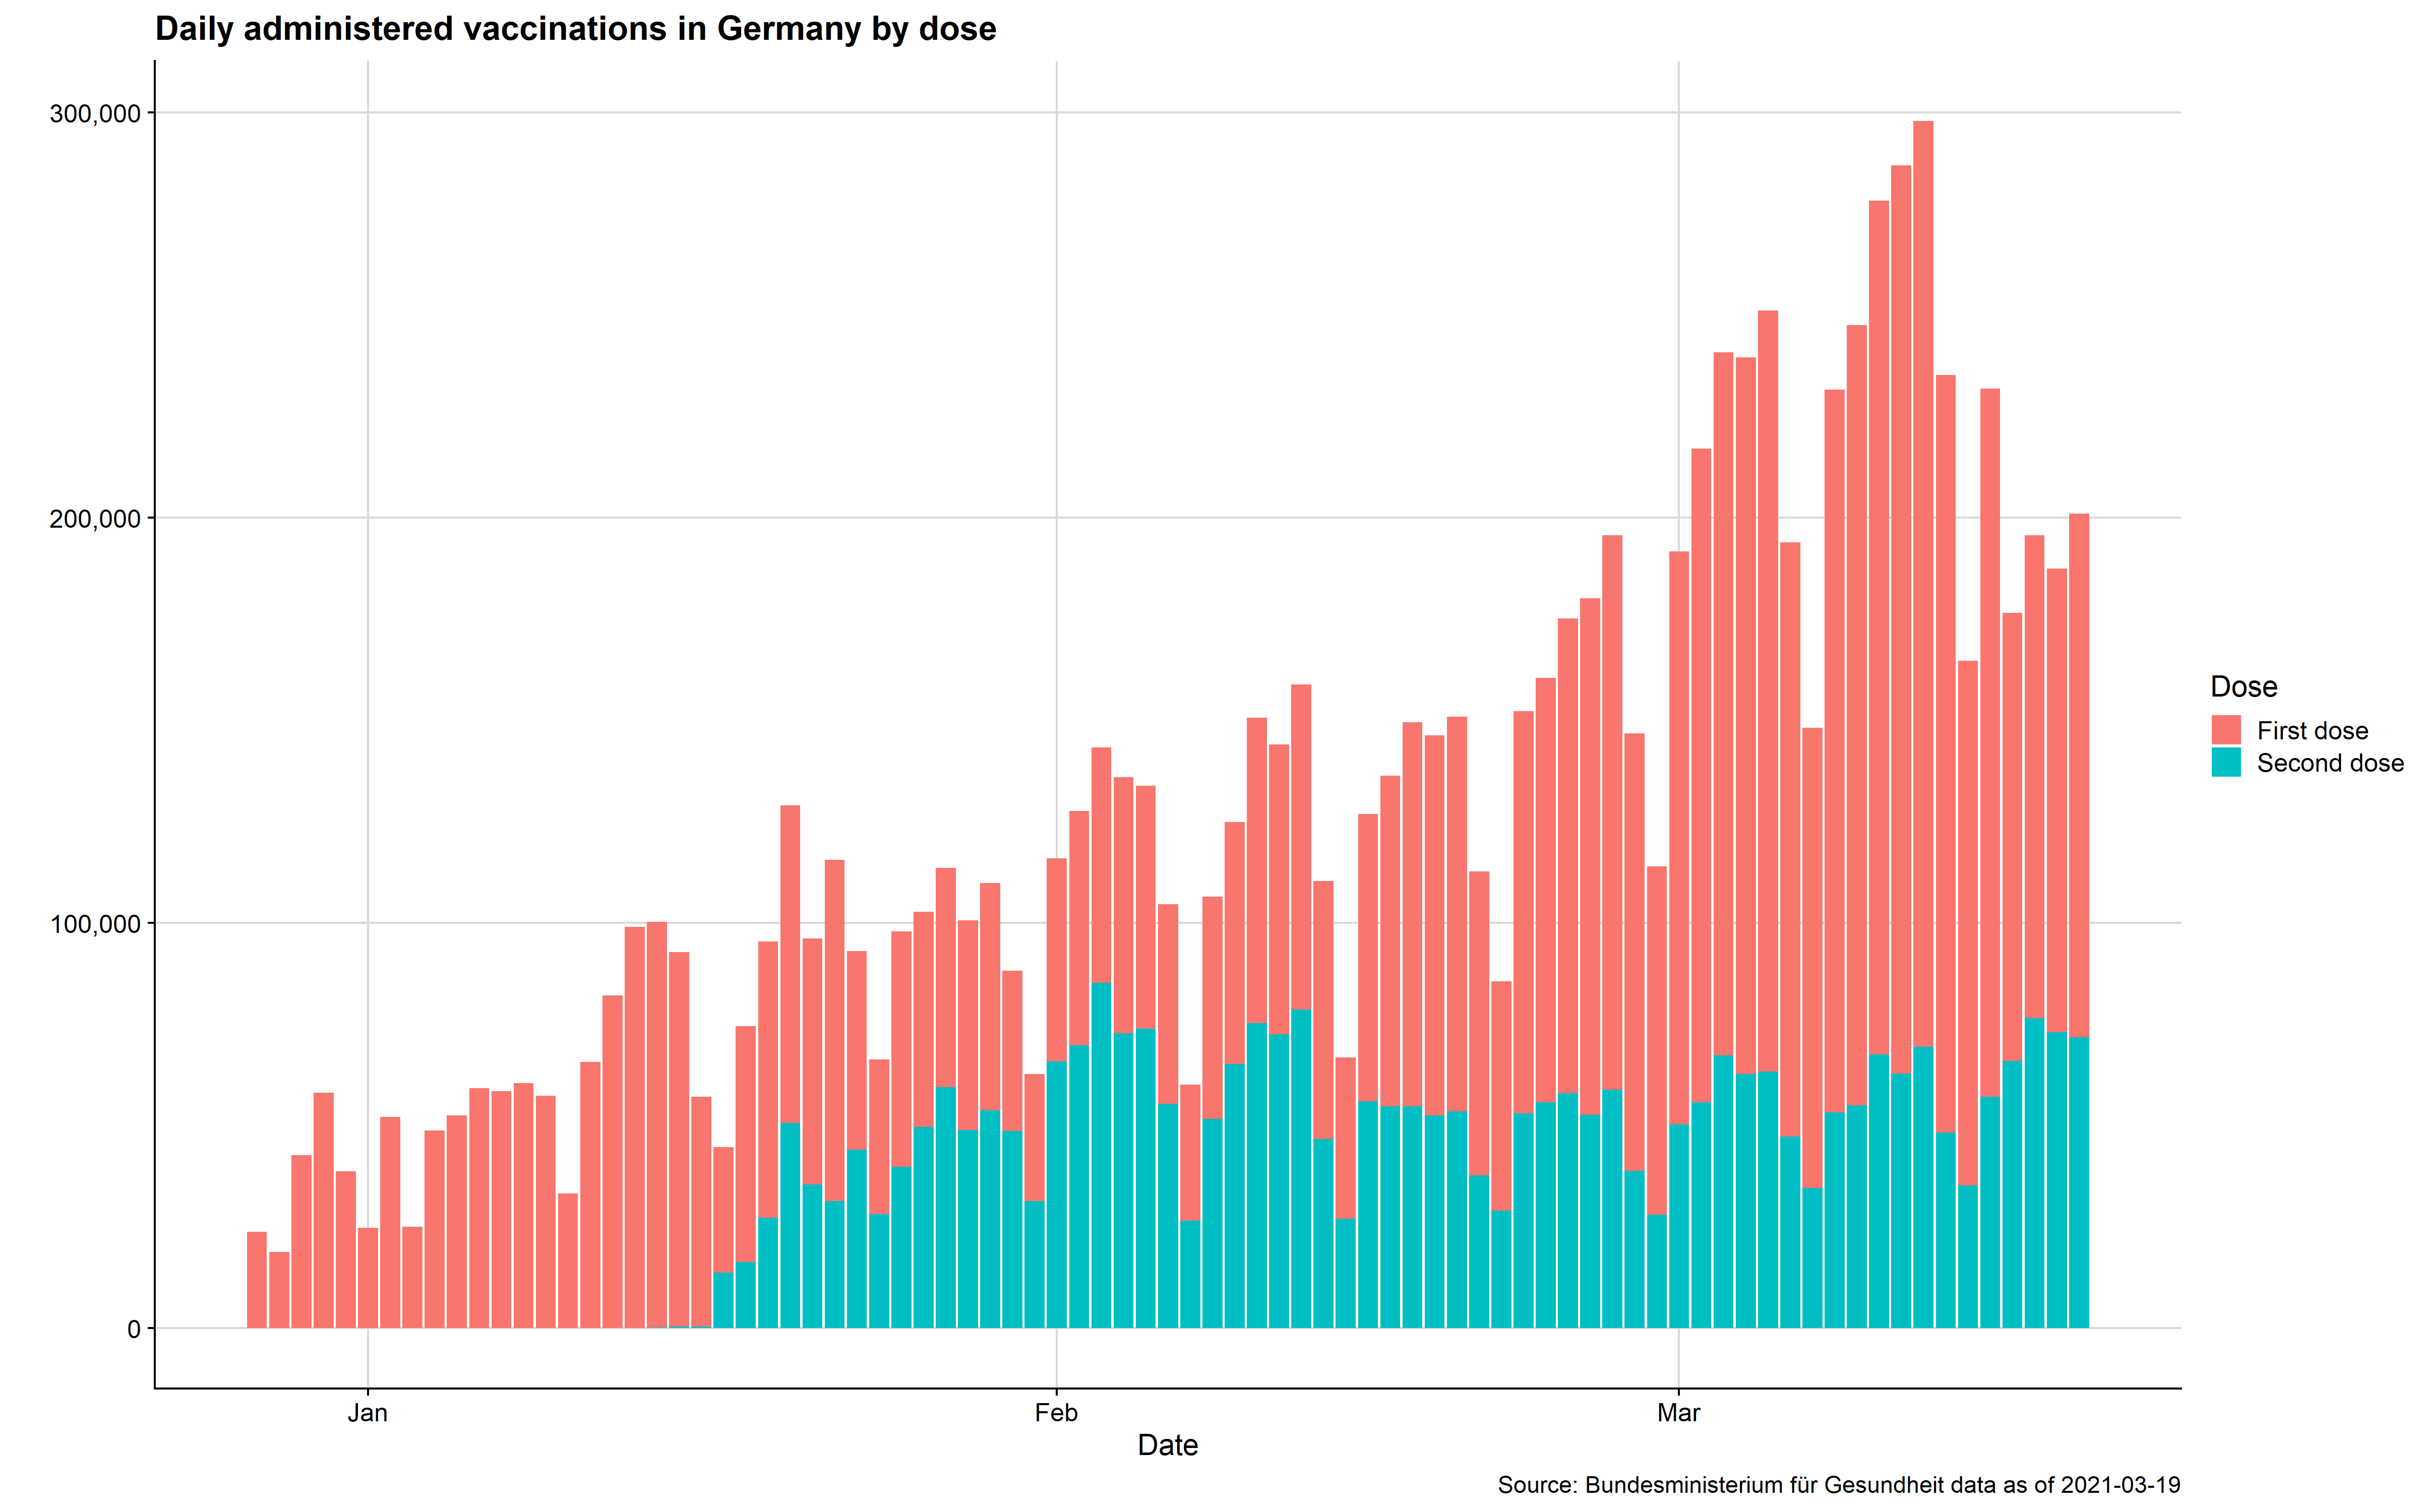 Daily administered vaccinations in Germany by dose
300,000
200,000
100,000
0
Jan
Feb
Mar
Date
Dose
First dose
Second dose
Source: Bundesministerium für Gesundheit data as of 2021-03-19